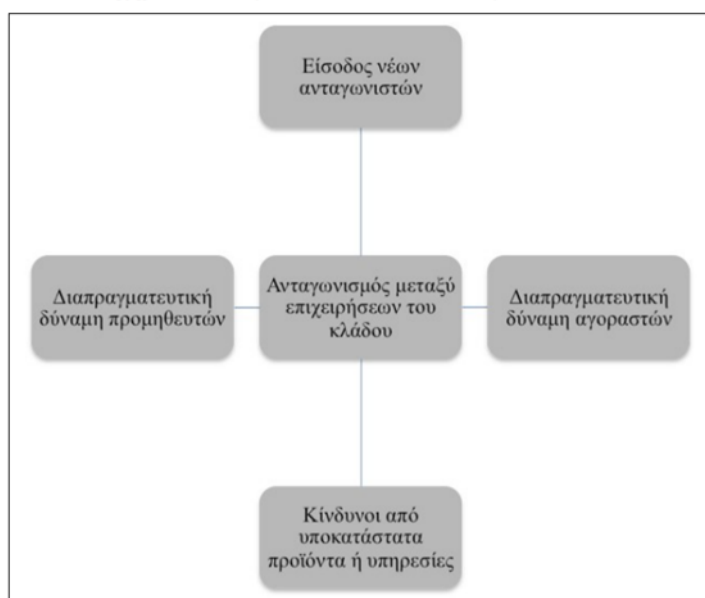 Είσοδος νέων
ανταγωνιστών
Διαπραγματευτική
δύναμη προμηθευτών
Ανταγωνισμός μεταξύ
επιχειρήσεων του
κλάδου
Διαπραγματευτική
δύναμη αγοραστών
Κίνδυνοι από
υποκατάστατα
προϊόντα ή υπηρεσίες